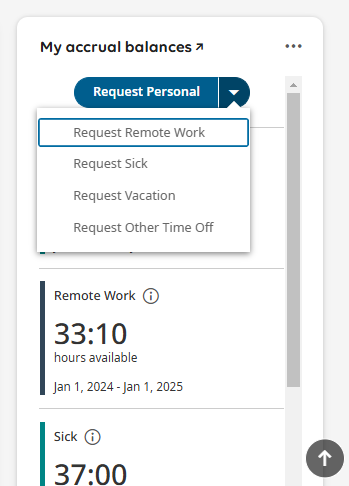 My accrual balances
Request Personal
Request Remote Work
Request Sick
Request Vacation
Request Other Time Off
Remote Work
33:10
hours available
Jan 1, 2024 - Jan 1, 2025
Sick
37:00